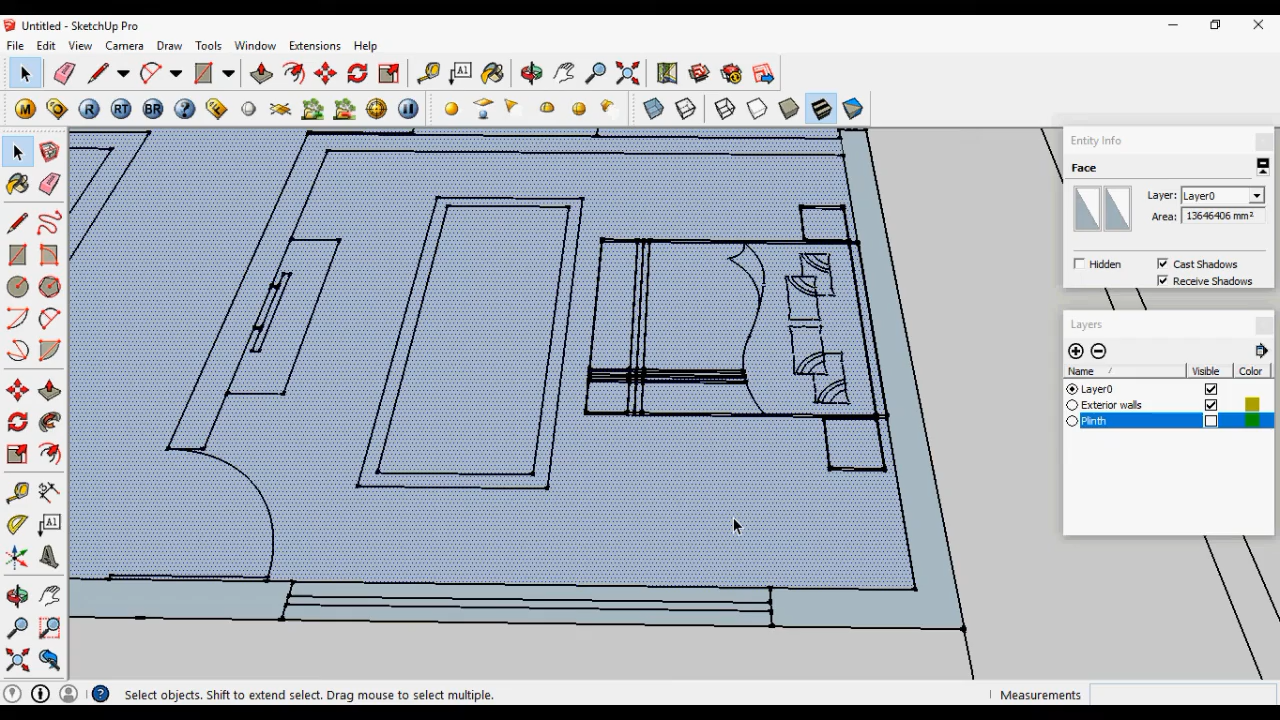 Untitled - SketchUp Pro
File Edit View Camera Draw Tools Window Extensions Help
A1
M R RT BR ?
Entity Info
Face
Layer: Layer0
Area: 13646406 mm²
Hidden Cast Shadows
Receive Shadows
Layers
Name Visible Color
Layer0
Exterior walls
Plinth
A1
Select objects. Shift to extend select. Drag mouse to select multiple.
Measurements